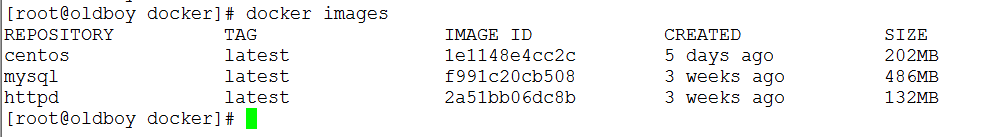 [root@oldboy docker]# docker images
REPOSITORY TAG IMAGE ID CREATED SIZE
centos latest 1e1148e4cc2c 5 days ago 202MB
mysql latest f991c20cb508 3 weeks ago 486MB
httpd latest 2a51bb06dc8b 3 weeks ago 132MB
[root@oldboy docker]#